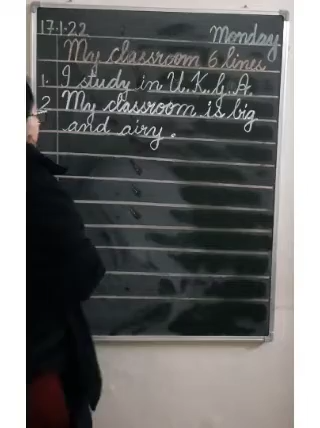 17.1.22 Monday
My classroom 6 lines.
1. I study in U.K.G. A.
2 My classroom is big
and airy.